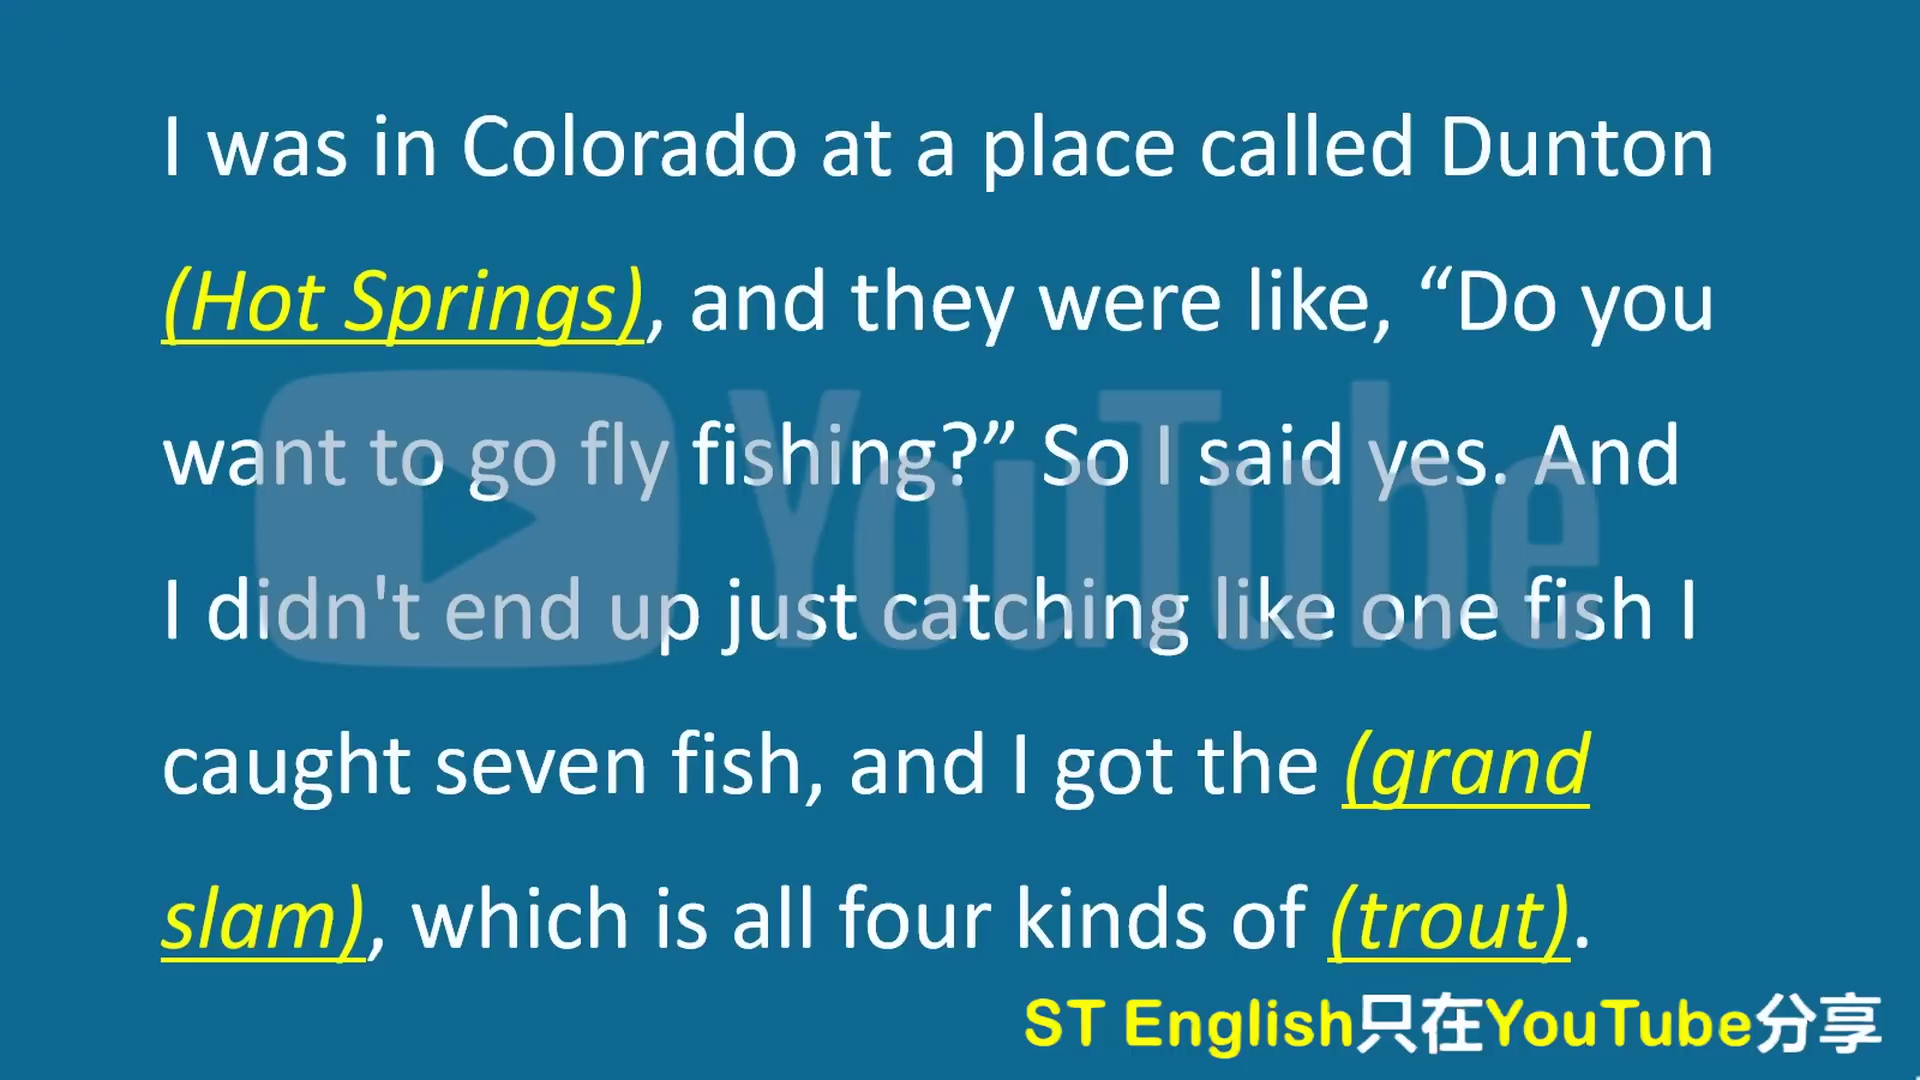 I was in Colorado at a place called Dunton
(Hot Springs), and they were like, “Do you
want to go fly fishing?” So I said yes. And
I didn't end up just catching like one fish I
caught seven fish, and I got the (grand
slam), which is all four kinds of (trout).
YouTube
ST English只在YouTube分享